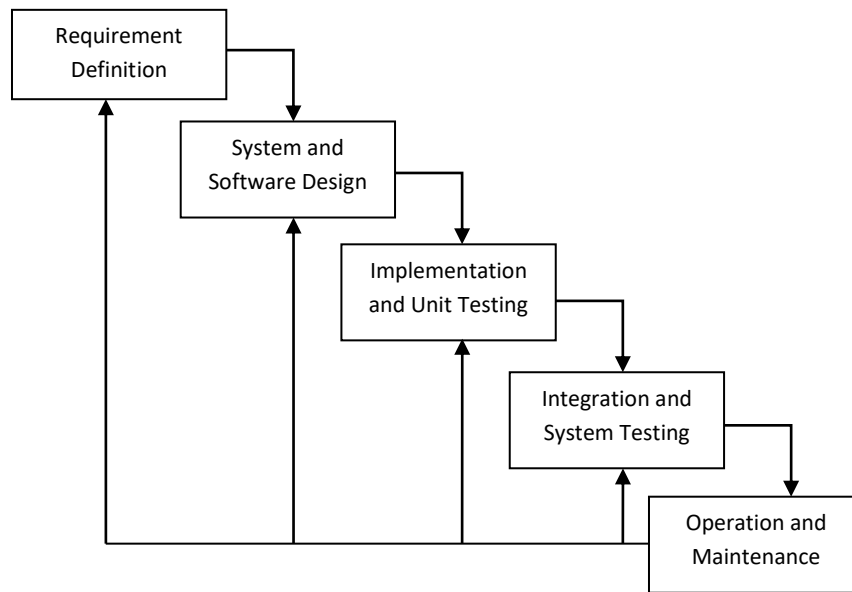 Requirement
Definition
System and
Software Design
Implementation
and Unit Testing
Integration and
System Testing
Operation and
Maintenance